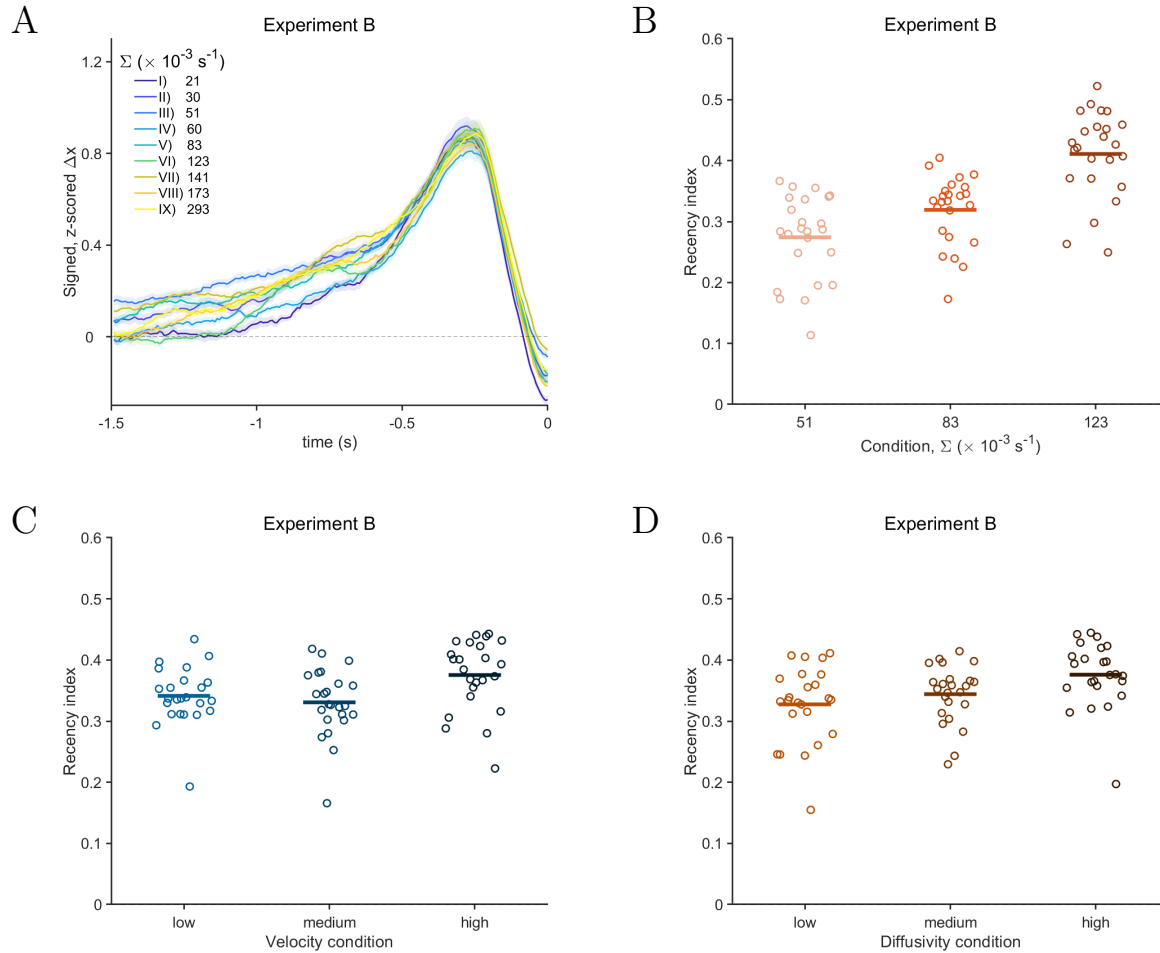 A
Experiment B
Σ (× 10-3 s-1)
I) 21
II) 30
III) 51
IV) 60
V) 83
VI) 123
VII) 141
VIII) 173
IX) 293
Signed, z-scored Δx
1.2
0.8
0.4
0
-1.5
-1
-0.5
0
time (s)
B
Experiment B
Recency index
0.6
0.5
0.4
0.3
0.2
0.1
0
51
83
123
Condition, Σ (× 10-3 s-1)
C
Experiment B
Recency index
0.6
0.5
0.4
0.3
0.2
0.1
0
low
medium
high
Velocity condition
D
Experiment B
Recency index
0.6
0.5
0.4
0.3
0.2
0.1
0
low
medium
high
Diffusivity condition